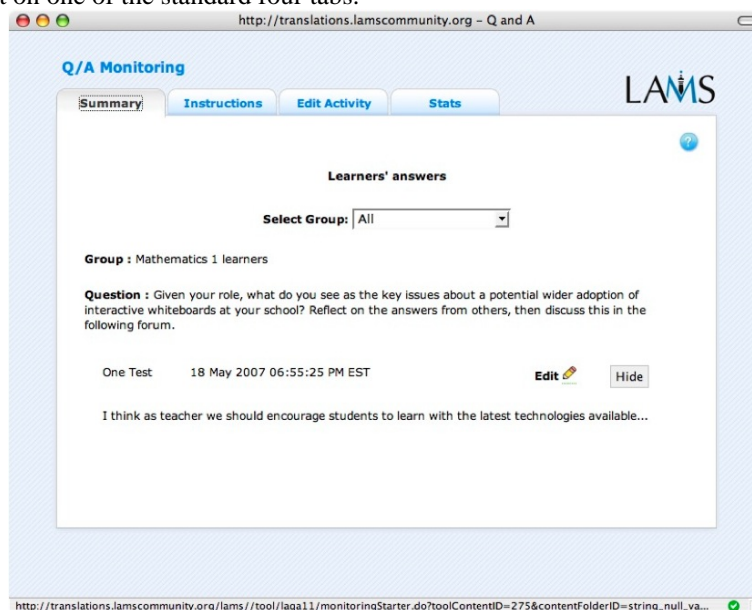 t on one of the standard four tabs.
http://translations.lamscommunity.org – Q and A
Q/A Monitoring
LAMS
Summary
Instructions
Edit Activity
Stats
?
Learners' answers
Select Group: All
Group : Mathematics 1 learners
Question : Given your role, what do you see as the key issues about a potential wider adoption of
interactive whiteboards at your school? Reflect on the answers from others, then discuss this in the
following forum.
One Test 18 May 2007 06:55:25 PM EST Edit Hide
I think as teacher we should encourage students to learn with the latest technologies available...
http://translations.lamscommunity.org/lams//tool/laqa11/monitoringStarter.do?toolContentID=275&contentFolderID=string_null_va...